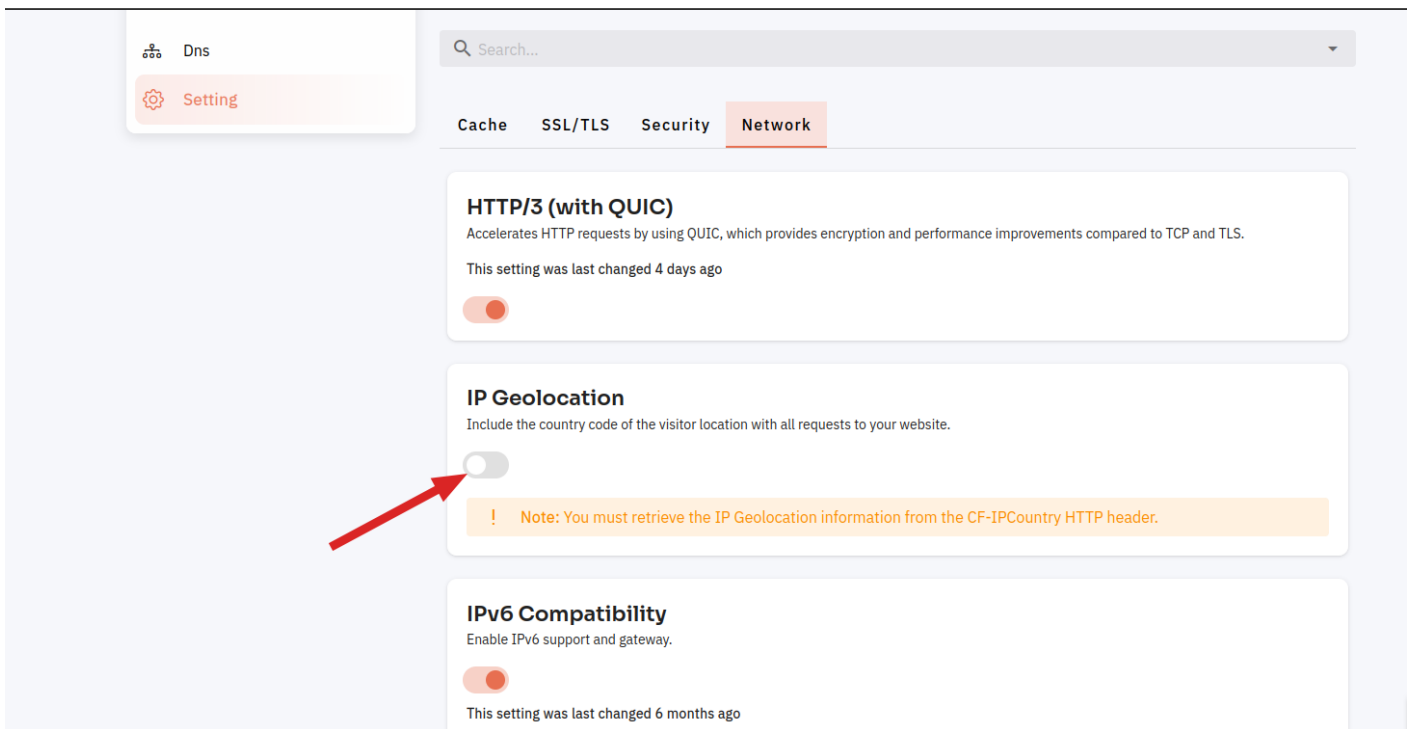 Dns
Setting
Search...
Cache SSL/TLS Security Network
HTTP/3 (with QUIC)
Accelerates HTTP requests by using QUIC, which provides encryption and performance improvements compared to TCP and TLS.
This setting was last changed 4 days ago
IP Geolocation
Include the country code of the visitor location with all requests to your website.
! Note: You must retrieve the IP Geolocation information from the CF-IPCountry HTTP header.
IPv6 Compatibility
Enable IPv6 support and gateway.
This setting was last changed 6 months ago